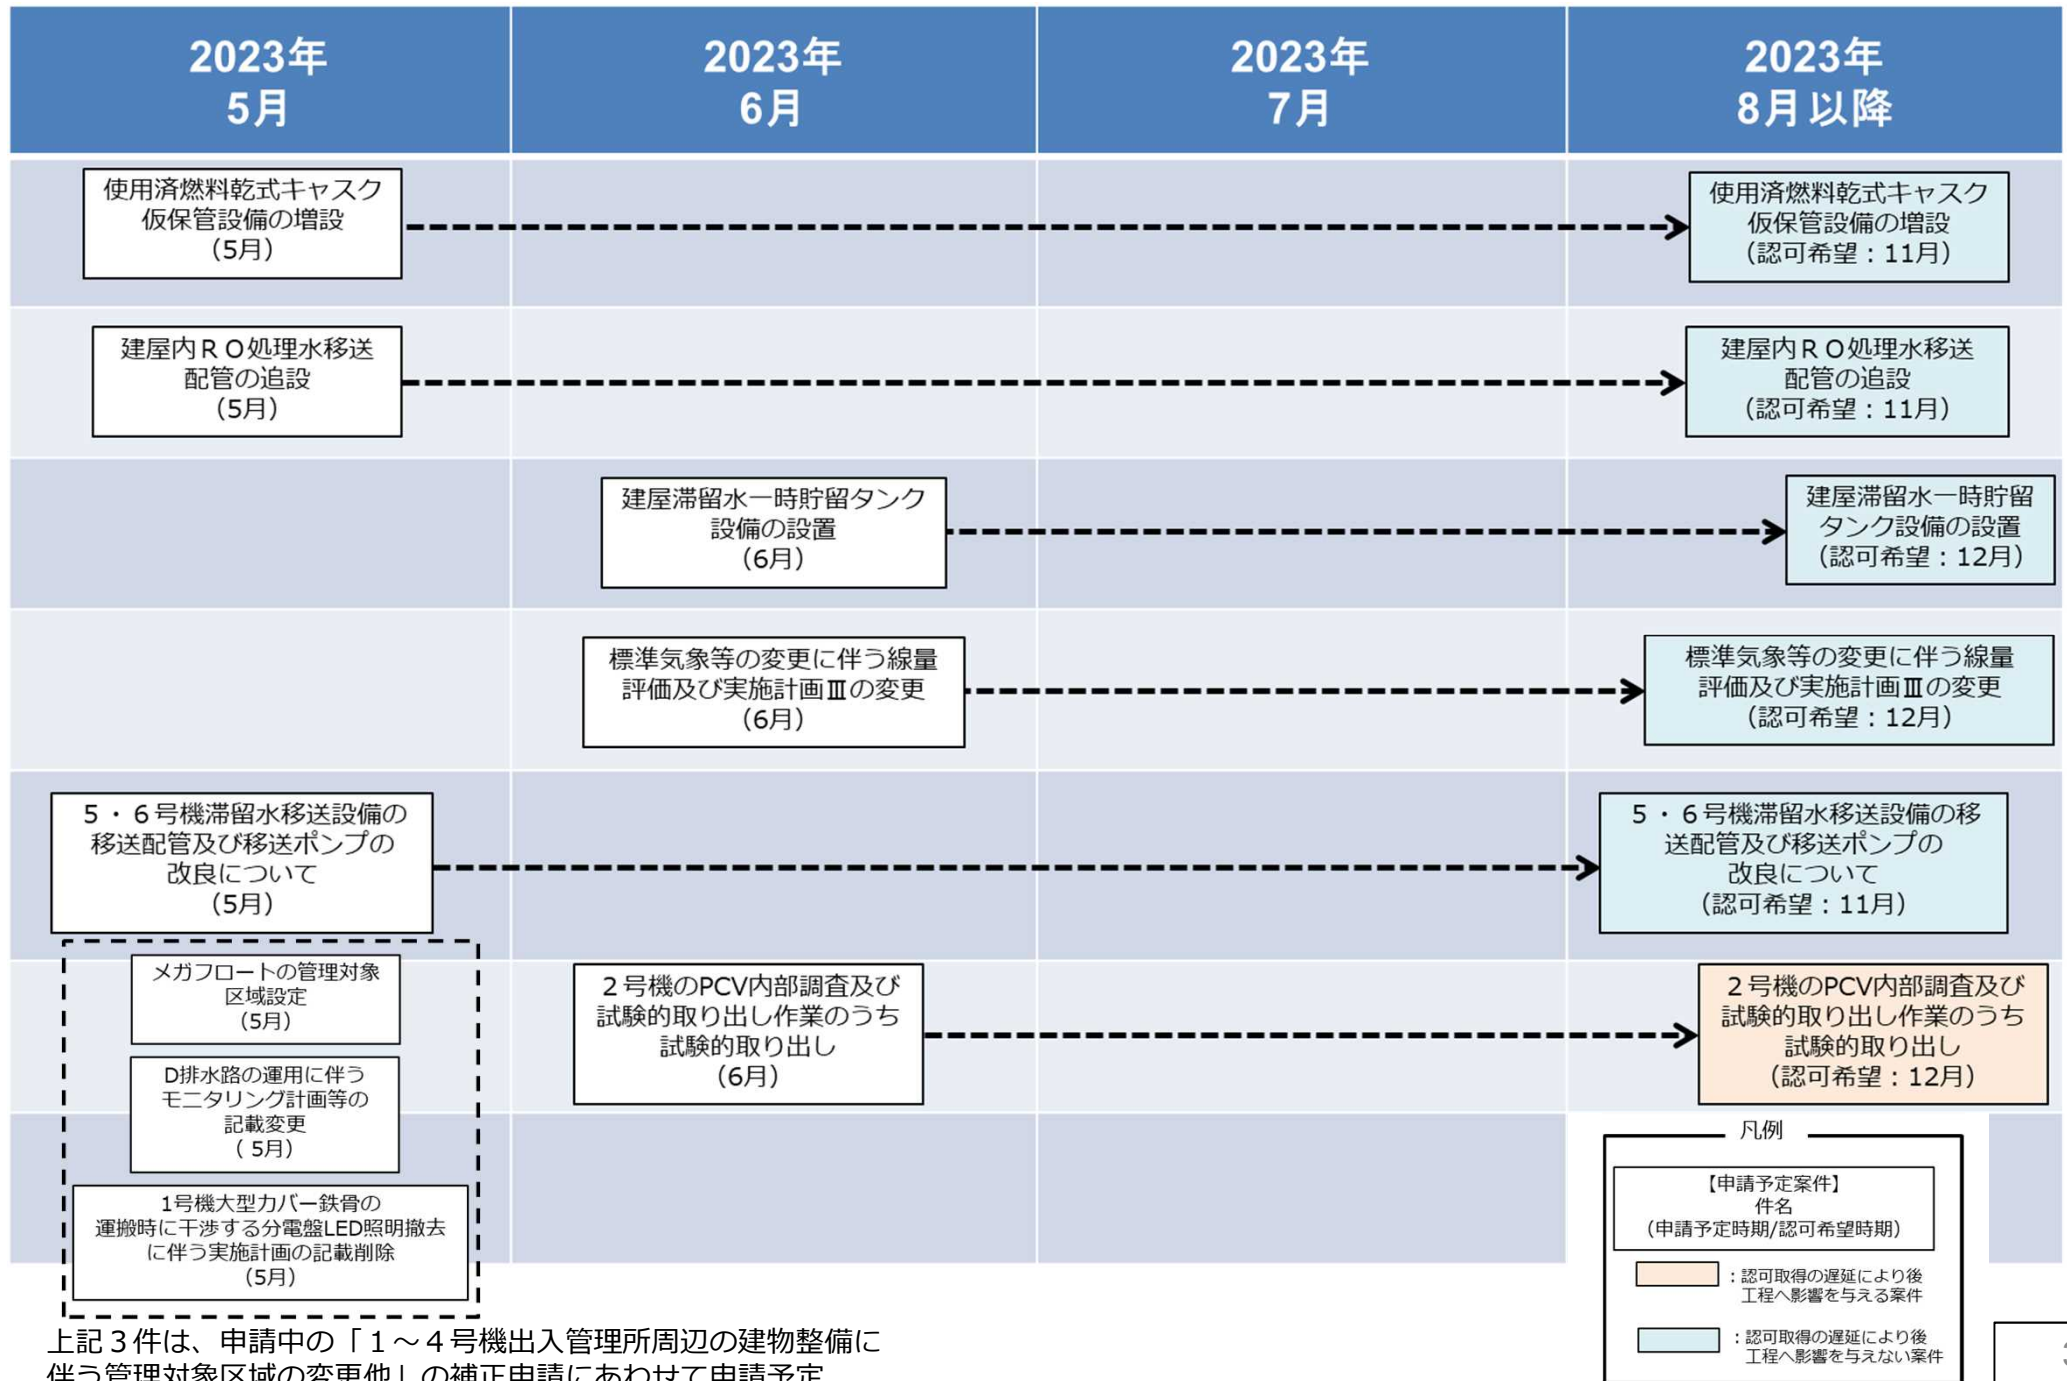 2023年
5月
2023年
6月
2023年
7月
2023年
8月以降
使用済燃料乾式キャスク
仮保管設備の増設
（5月）
使用済燃料乾式キャスク
仮保管設備の増設
（認可希望：11月）
建屋内ＲＯ処理水移送
配管の追設
（5月）
建屋内ＲＯ処理水移送
配管の追設
（認可希望：11月）
建屋滞留水一時貯留タンク
設備の設置
（6月）
建屋滞留水一時貯留
タンク設備の設置
（認可希望：12月）
標準気象等の変更に伴う線量
評価及び実施計画Ⅲの変更
（6月）
標準気象等の変更に伴う線量
評価及び実施計画Ⅲの変更
（認可希望：12月）
５・６号機滞留水移送設備の
移送配管及び移送ポンプの
改良について
（5月）
５・６号機滞留水移送設備の移
送配管及び移送ポンプの
改良について
（認可希望：11月）
メガフロートの管理対象
区域設定
（5月）
D排水路の運用に伴う
モニタリング計画等の
記載変更
（ 5月）
1号機大型カバー鉄骨の
運搬時に干渉する分電盤LED照明撤去
に伴う実施計画の記載削除
（5月）
２号機のPCV内部調査及び
試験的取り出し作業のうち
試験的取り出し
（6月）
２号機のPCV内部調査及び
試験的取り出し作業のうち
試験的取り出し
（認可希望：12月）
凡例
【申請予定案件】
件名
（申請予定時期/認可希望時期）
：認可取得の遅延により後
工程へ影響を与える案件
：認可取得の遅延により後
工程へ影響を与えない案件
上記３件は、申請中の「１～４号機出入管理所周辺の建物整備に
伴う管理対象区域の変更他」の補正申請にあわせて申請予定